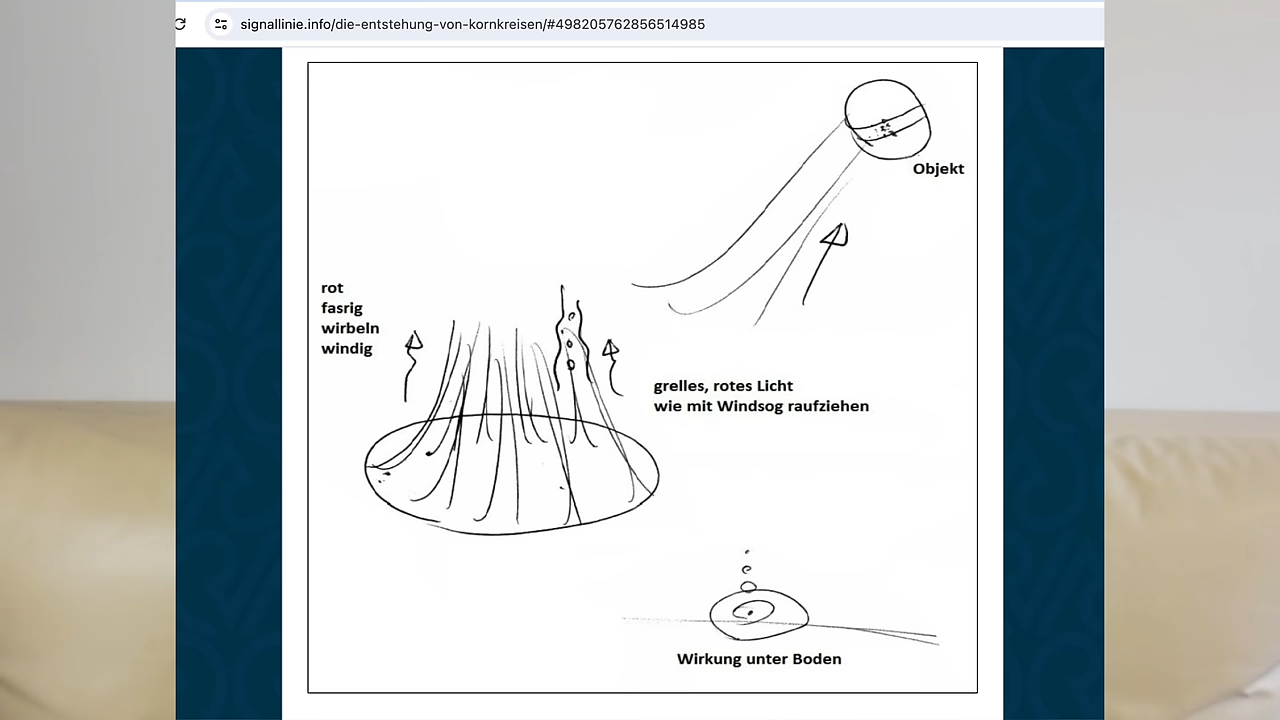 signallinie.info/die-entstehung-von-kornkreisen/#498205762856514985
Objekt
rot
fasrig
wirbeln
windig
grelles, rotes Licht
wie mit Windsog raufziehen
Wirkung unter Boden